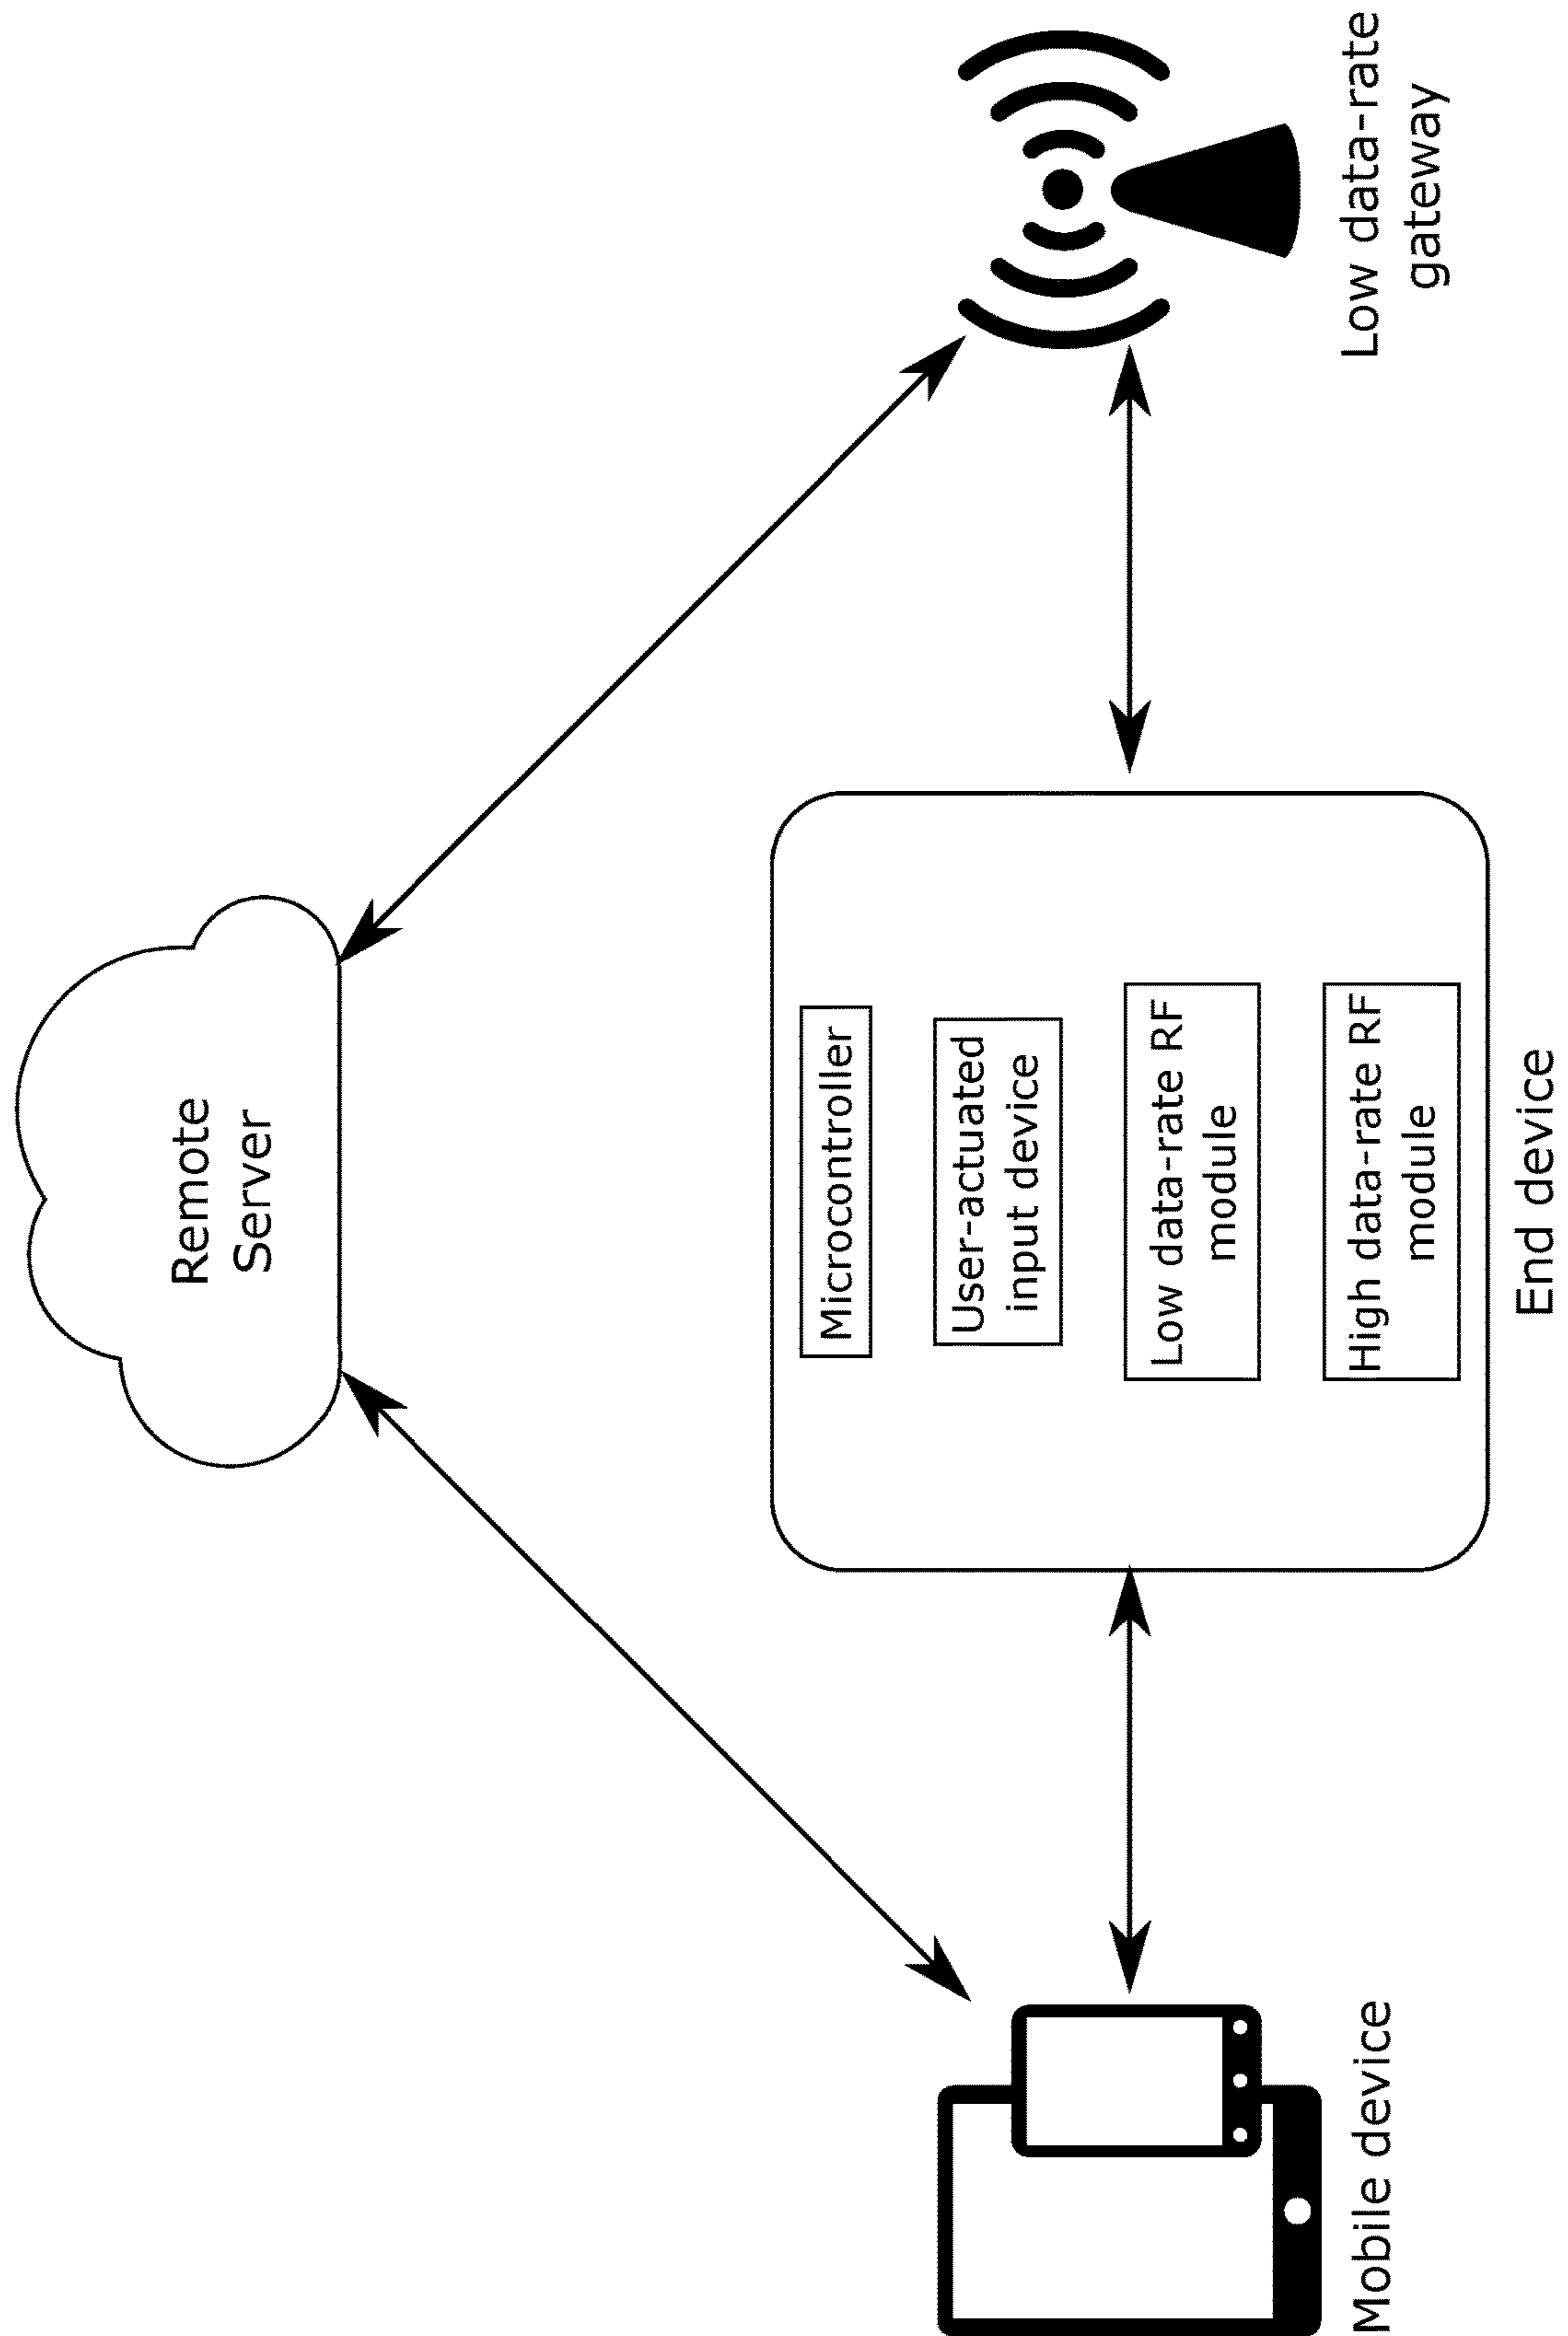 Remote
Server
Microcontroller
User-actuated
input device
Low data-rate RF
module
High data-rate RF
module
End device
Mobile device
Low data-rate
gateway